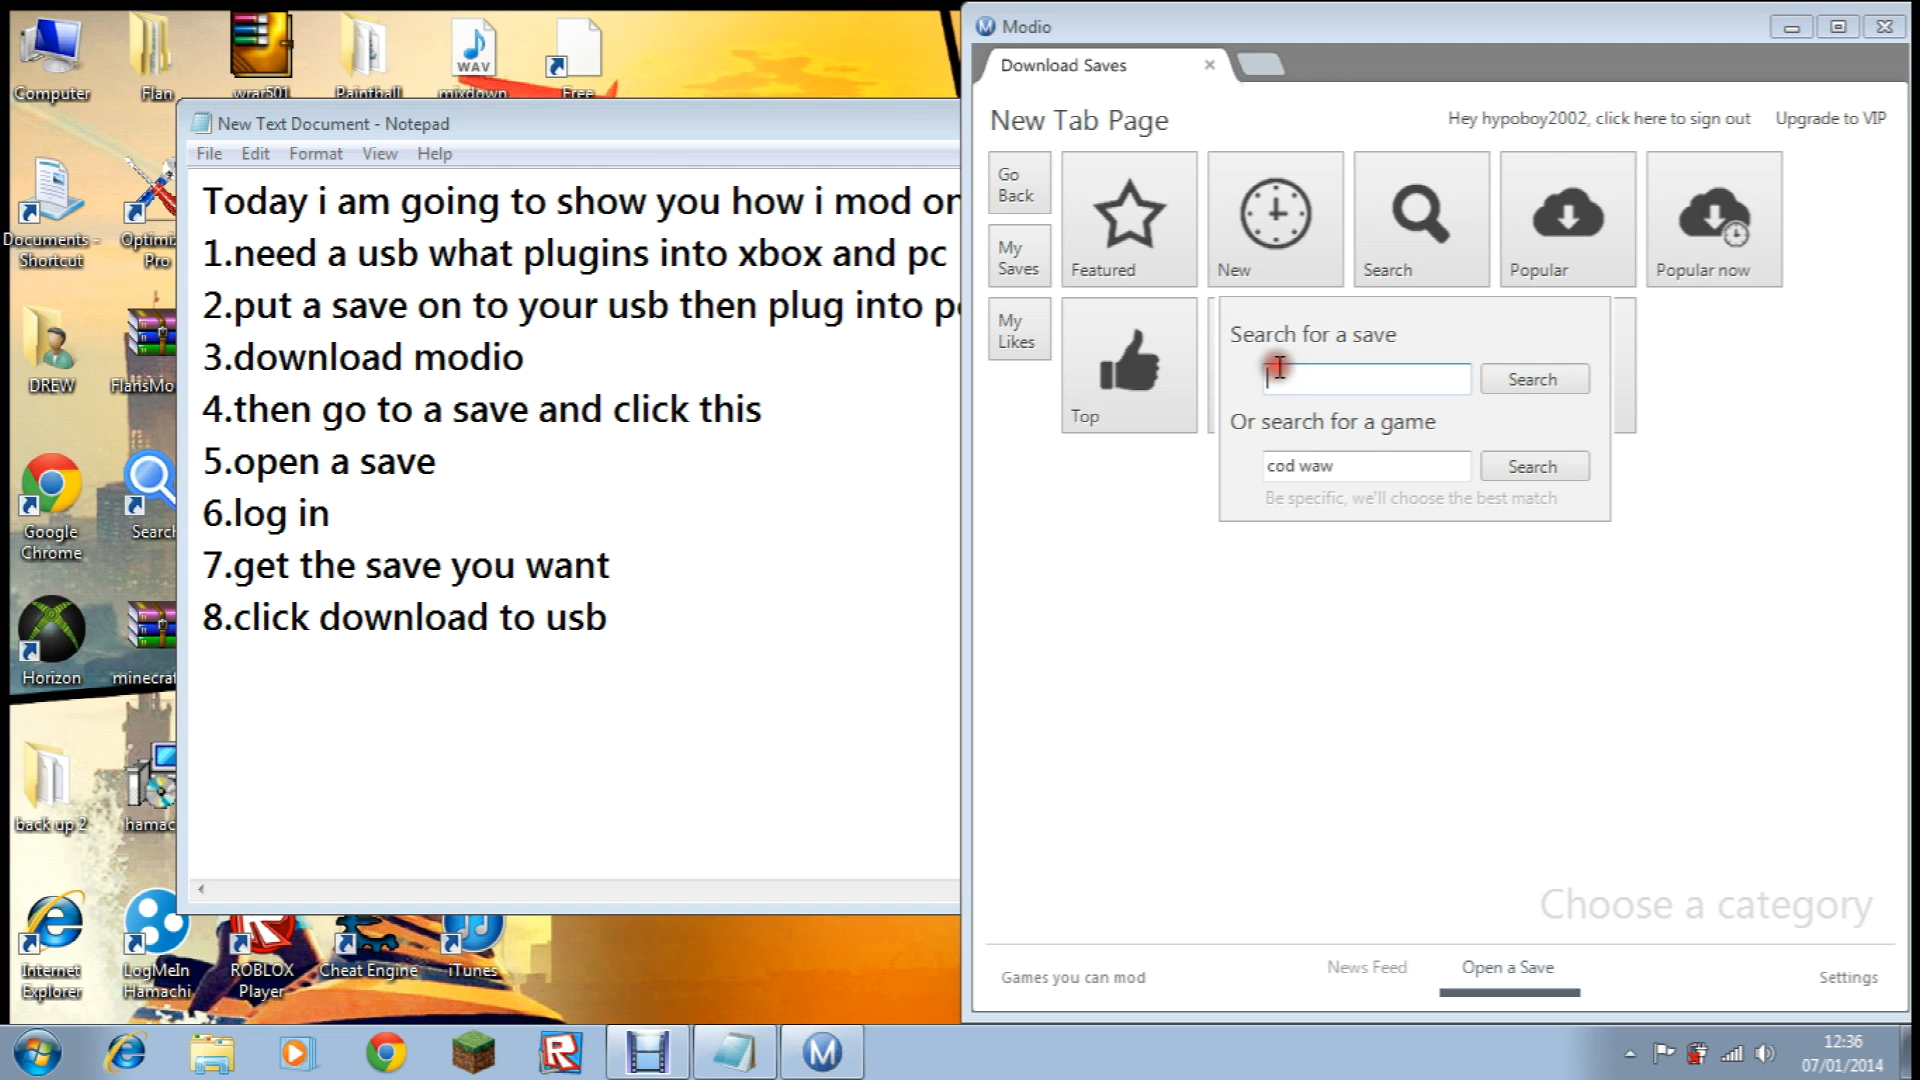 Computer
Flan
wrar501
Paintball
mixdown
WAV
Free
Documents -
Shortcut
Optimiz
Pro
DREW
FlansMo
Google
Chrome
Search
Horizon
minecraf
back up 2
hamac
Internet
Explorer
LogMeIn
Hamachi
ROBLOX
Player
Cheat Engine
iTunes
New Text Document - Notepad
File Edit Format View Help
Today i am going to show you how i mod on
1.need a usb what plugins into xbox and pc
2.put a save on to your usb then plug into p
3.download modio
4.then go to a save and click this
5.open a save
6.log in
7.get the save you want
8.click download to usb
Modio
Download Saves
New Tab Page
Hey hypoboy2002, click here to sign out
Upgrade to VIP
Go
Back
My
Saves
My
Likes
Featured
New
Search
Popular
Popular now
Top
Search for a save
Search
Or search for a game
cod waw
Search
Be specific, we'll choose the best match
Choose a category
Games you can mod
News Feed
Open a Save
Settings
12:36
07/01/2014